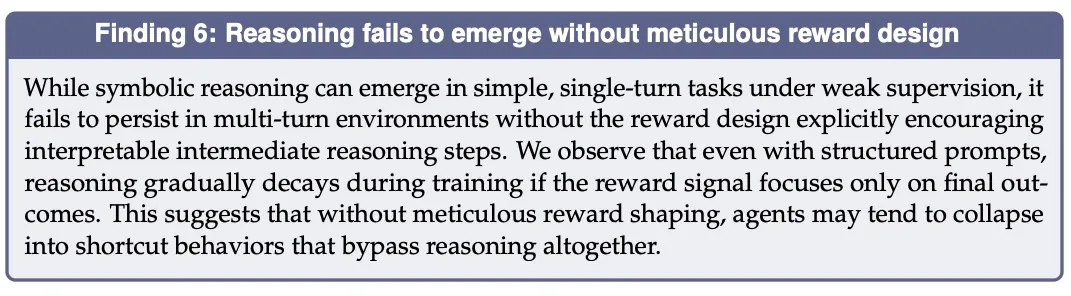 Finding 6: Reasoning fails to emerge without meticulous reward design
While symbolic reasoning can emerge in simple, single-turn tasks under weak supervision, it
fails to persist in multi-turn environments without the reward design explicitly encouraging
interpretable intermediate reasoning steps. We observe that even with structured prompts,
reasoning gradually decays during training if the reward signal focuses only on final out-
comes. This suggests that without meticulous reward shaping, agents may tend to collapse
into shortcut behaviors that bypass reasoning altogether.